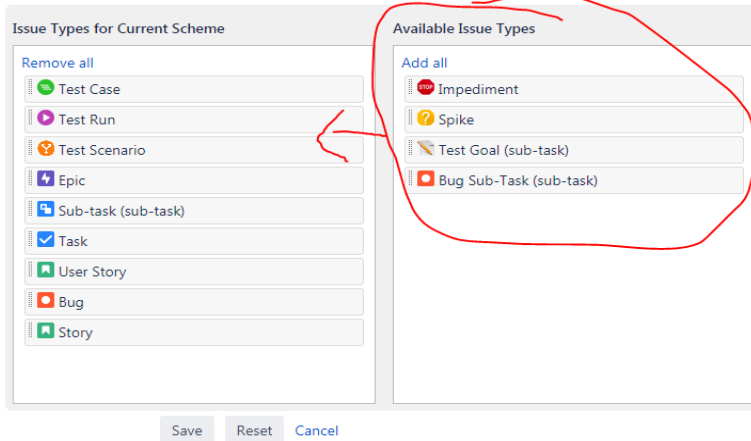 Issue Types for Current Scheme
Remove all
Test Case
Test Run
Test Scenario
Epic
Sub-task (sub-task)
Task
User Story
Bug
Story
Available Issue Types
Add all
STOP Impediment
Spike
Test Goal (sub-task)
Bug Sub-Task (sub-task)
Save Reset Cancel